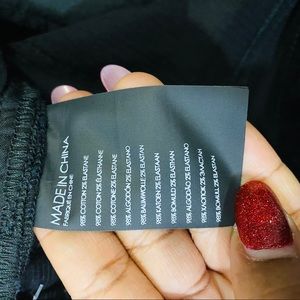 MADE IN CHINA
FABRIQUÉ EN CHINE
98% COTTON 2% ELASTANE
98% COTON 2% ELASTHANNE
98% COTONE 2% ELASTANE
98% ALGODÓN 2% ELASTANO
98% BAUMWOLLE 2% ELASTAN
98% KATOEN 2% ELASTAAN
98% BOMULD 2% ELASTHAN
98% ALGODÃO 2% ELASTANO
98% ХЛОПОК 2% ЭЛАСТАН
98% BOMULL 2% ELASTAN